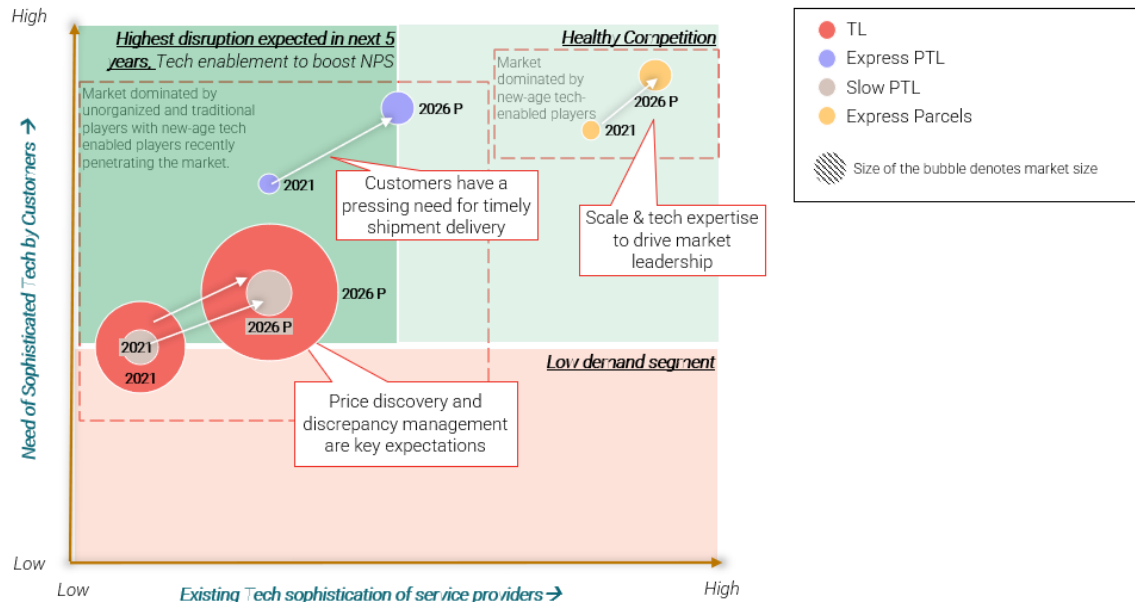 High
Highest disruption expected in next 5
years. Tech enablement to boost NPS
Market dominated by
unorganized and traditional
players with new-age tech
enabled players recently
penetrating the market.
2026 P
2021
Customers have a
pressing need for timely
shipment delivery
Healthy Competition
Market
dominated by
new-age tech-
enabled players
2026 P
2021
Scale & tech expertise
to drive market
leadership
2026 P
2026 P
2021
2021
Low demand segment
Price discovery and
discrepancy management
are key expectations
Need of Sophisticated Tech by Customers →
Low
Low
Existing Tech sophistication of service providers →
High
TL
Express PTL
Slow PTL
Express Parcels
Size of the bubble denotes market size